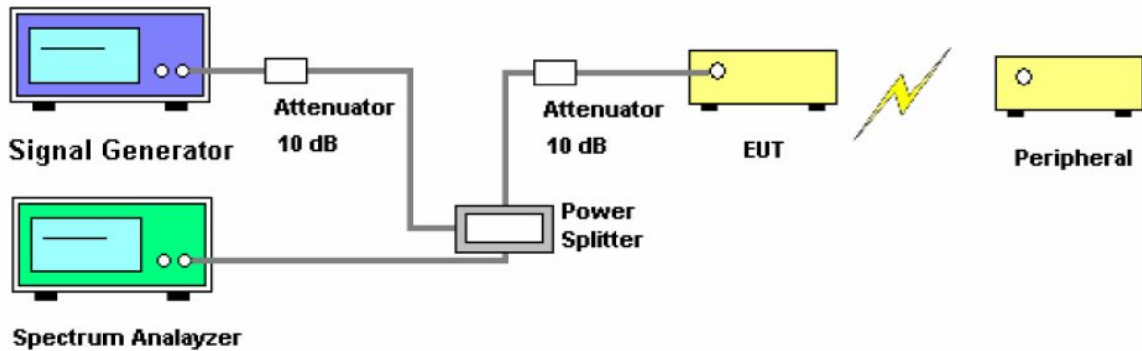 Attenuator
10 dB
Signal Generator
Attenuator
10 dB
EUT
Peripheral
Power
Splitter
Spectrum Analayzer